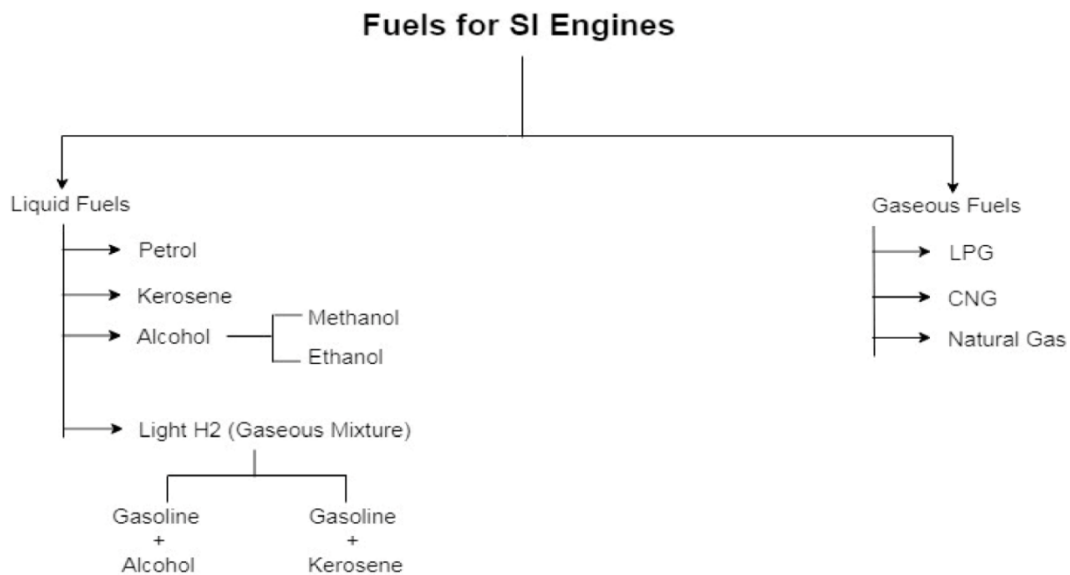 Fuels for SI Engines
Liquid Fuels
Petrol
Kerosene
Alcohol
Methanol
Ethanol
Light H2 (Gaseous Mixture)
Gasoline
+
Alcohol
Gasoline
+
Kerosene
Gaseous Fuels
LPG
CNG
Natural Gas